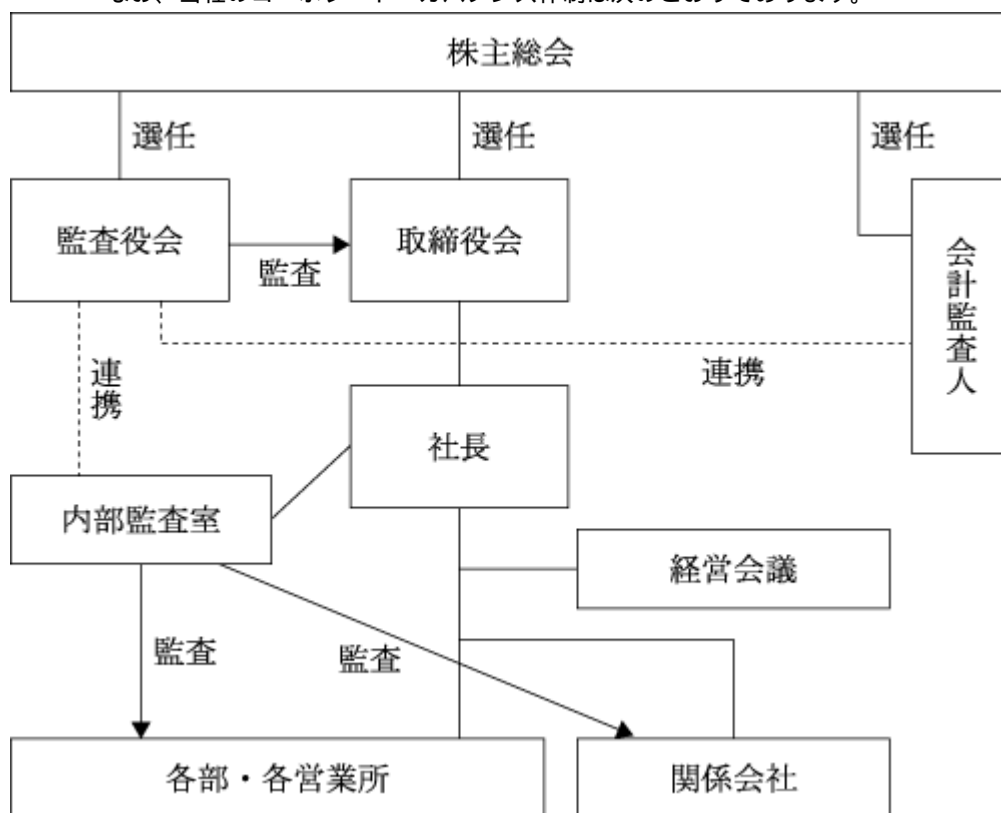 株主総会
選任
選任
選任
監査役会
監査
取締役会
会計監査人
連携
連携
社長
内部監査室
経営会議
監査
監査
各部・各営業所
関係会社